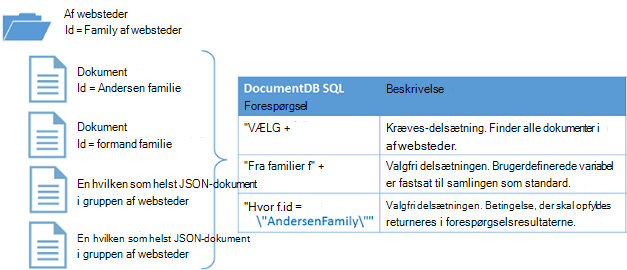 Af websteder
Id = Family af websteder
Dokument
Id = Andersen familie
Dokument
Id = formand familie
En hvilken som helst JSON-dokument
i gruppen af websteder
En hvilken som helst JSON-dokument
i gruppen af websteder
DocumentDB SQL
Forespørgsel
Beskrivelse
"VÆLG +
Kræves-delsætning. Finder alle dokumenter i
af websteder.
"Fra familier f" +
Valgfri delsætningen. Brugerdefinerede variabel
er fastsat til samlingen som standard.
"Hvor f.id =
\"AndersenFamily\""
Valgfri delsætningen. Betingelse, der skal opfyldes
returneres i forespørgselsresultaterne.